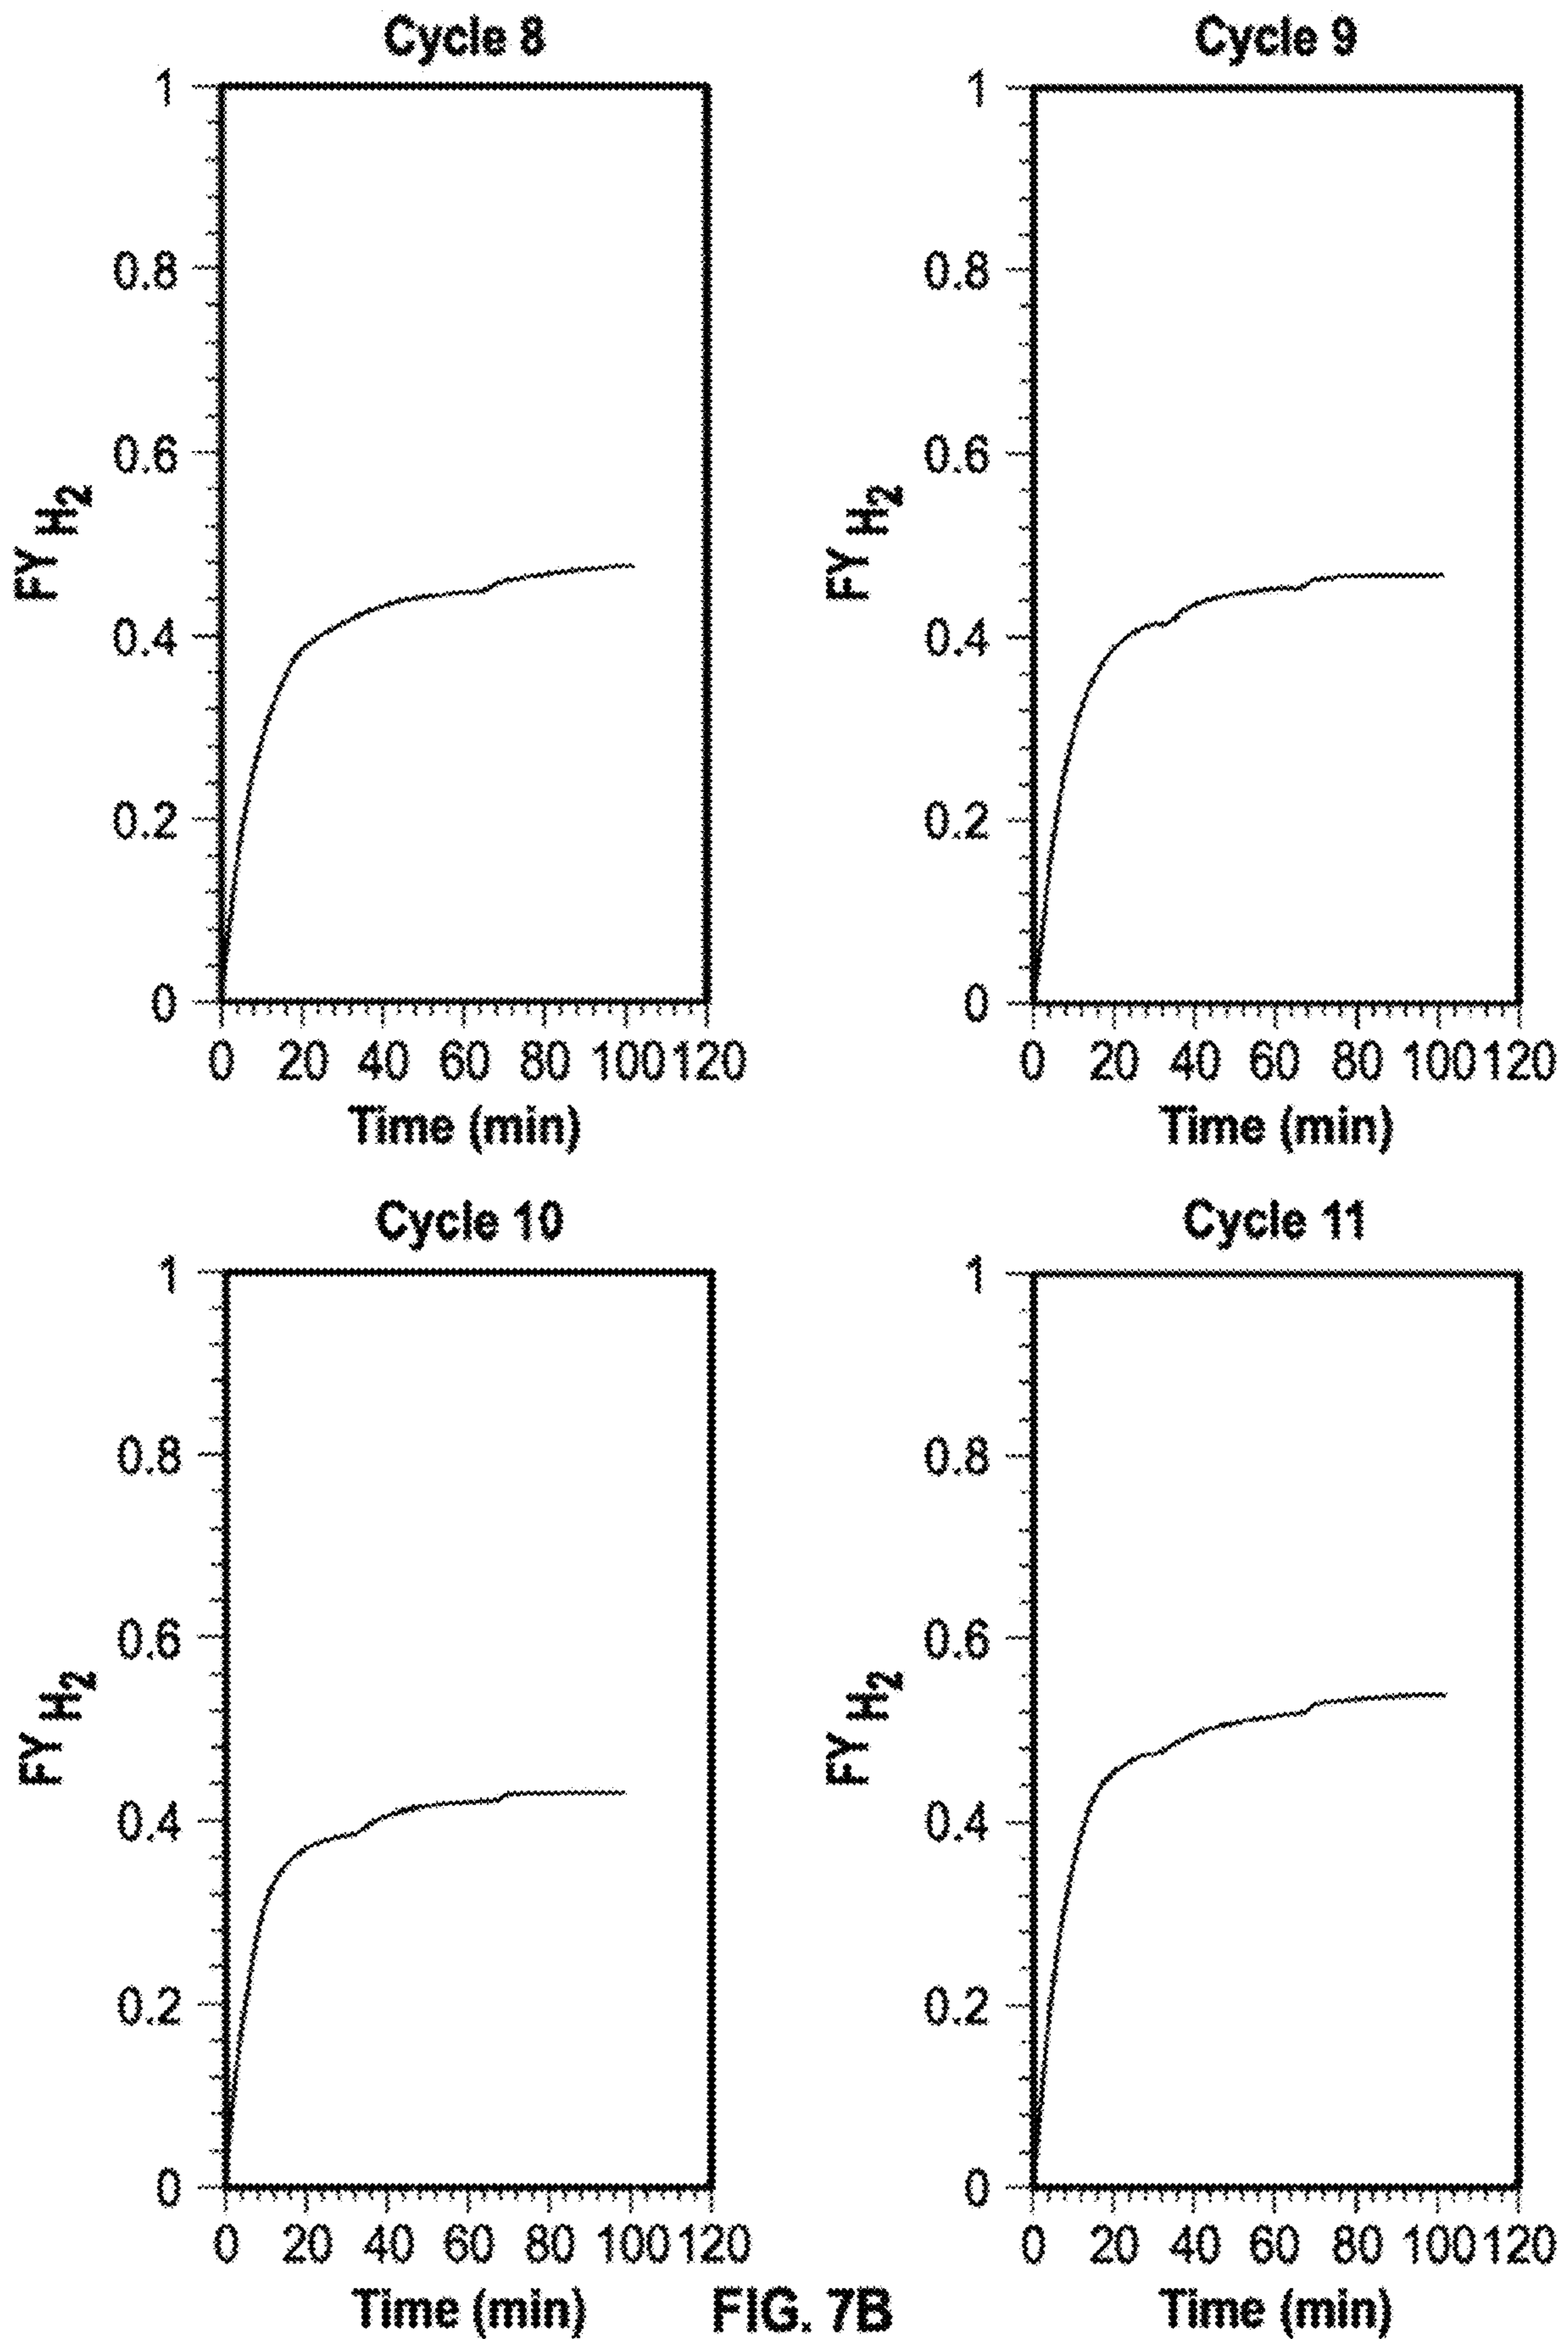 Cycle 8
1
0.8
0.6
0.4
0.2
0
FY H₂
0 20 40 60 80 100 120
Time (min)
Cycle 9
1
0.8
0.6
0.4
0.2
0
FY H₂
0 20 40 60 80 100 120
Time (min)
Cycle 10
1
0.8
0.6
0.4
0.2
0
FY H₂
0 20 40 60 80 100 120
Time (min)
Cycle 11
1
0.8
0.6
0.4
0.2
0
FY H₂
0 20 40 60 80 100 120
Time (min)
FIG. 7B